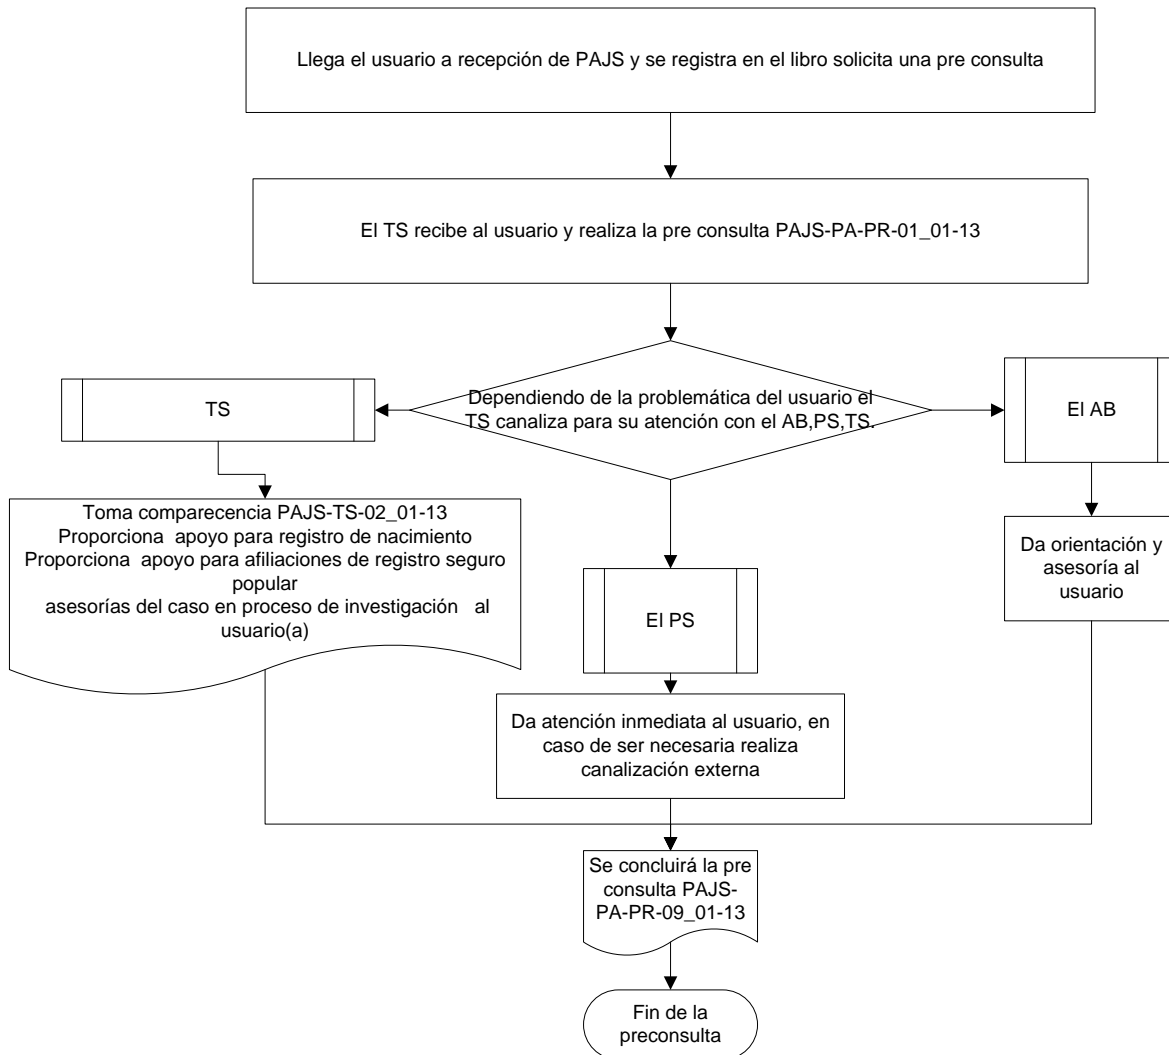 Llega el usuario a recepción de PAJS y se registra en el libro solicita una pre consulta
El TS recibe al usuario y realiza la pre consulta PAJS-PA-PR-01_01-13
Dependiendo de la problemática del usuario el
TS canaliza para su atención con el AB,PS,TS.
TS
El AB
Toma comparecencia PAJS-TS-02_01-13
Proporciona apoyo para registro de nacimiento
Proporciona apoyo para afiliaciones de registro seguro
popular
asesorías del caso en proceso de investigación al
usuario(a)
Da orientación y
asesoría al
usuario
El PS
Da atención inmediata al usuario, en
caso de ser necesaria realiza
canalización externa
Se concluirá la pre
consulta PAJS-
PA-PR-09_01-13
Fin de la
preconsulta